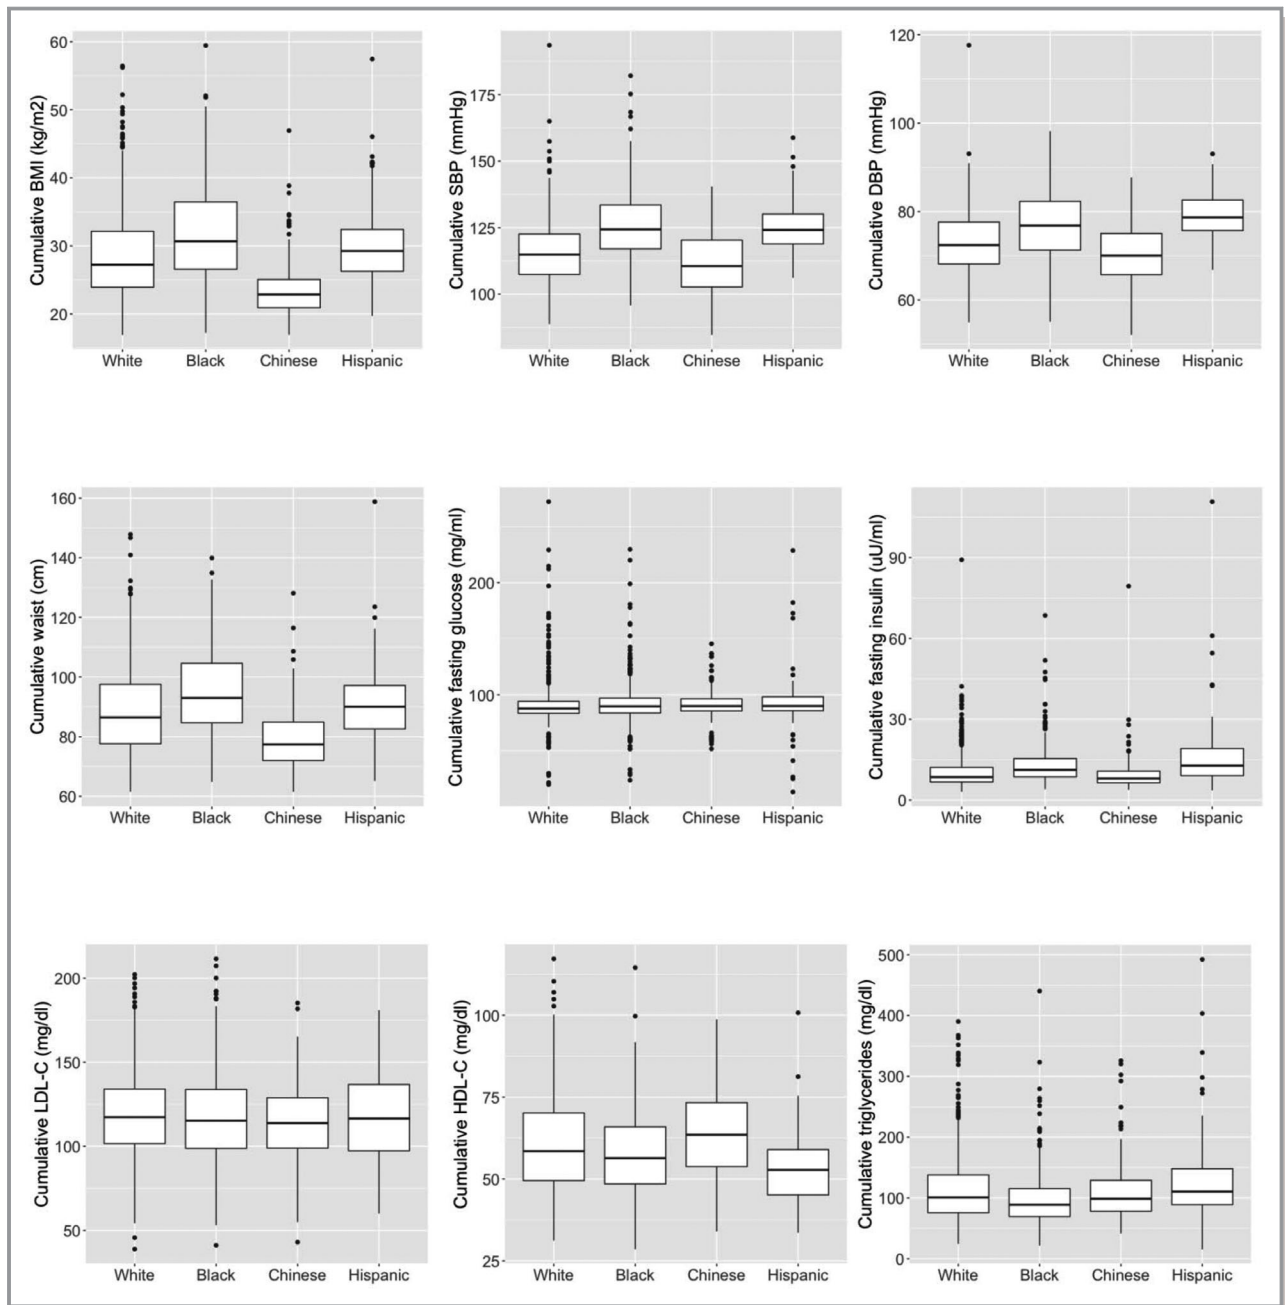 Cumulative BMI (kg/m2)
60
50
40
30
20
White Black Chinese Hispanic
Cumulative SBP (mmHg)
175
150
125
100
White Black Chinese Hispanic
Cumulative DBP (mmHg)
120
100
80
60
White Black Chinese Hispanic
Cumulative waist (cm)
160
140
120
100
80
60
White Black Chinese Hispanic
Cumulative fasting glucose (mg/ml)
200
100
White Black Chinese Hispanic
Cumulative fasting insulin (uU/ml)
90
60
30
0
White Black Chinese Hispanic
Cumulative LDL-C (mg/dl)
200
150
100
50
White Black Chinese Hispanic
Cumulative HDL-C (mg/dl)
100
75
50
25
White Black Chinese Hispanic
Cumulative triglycerides (mg/dl)
500
400
300
200
100
0
White Black Chinese Hispanic